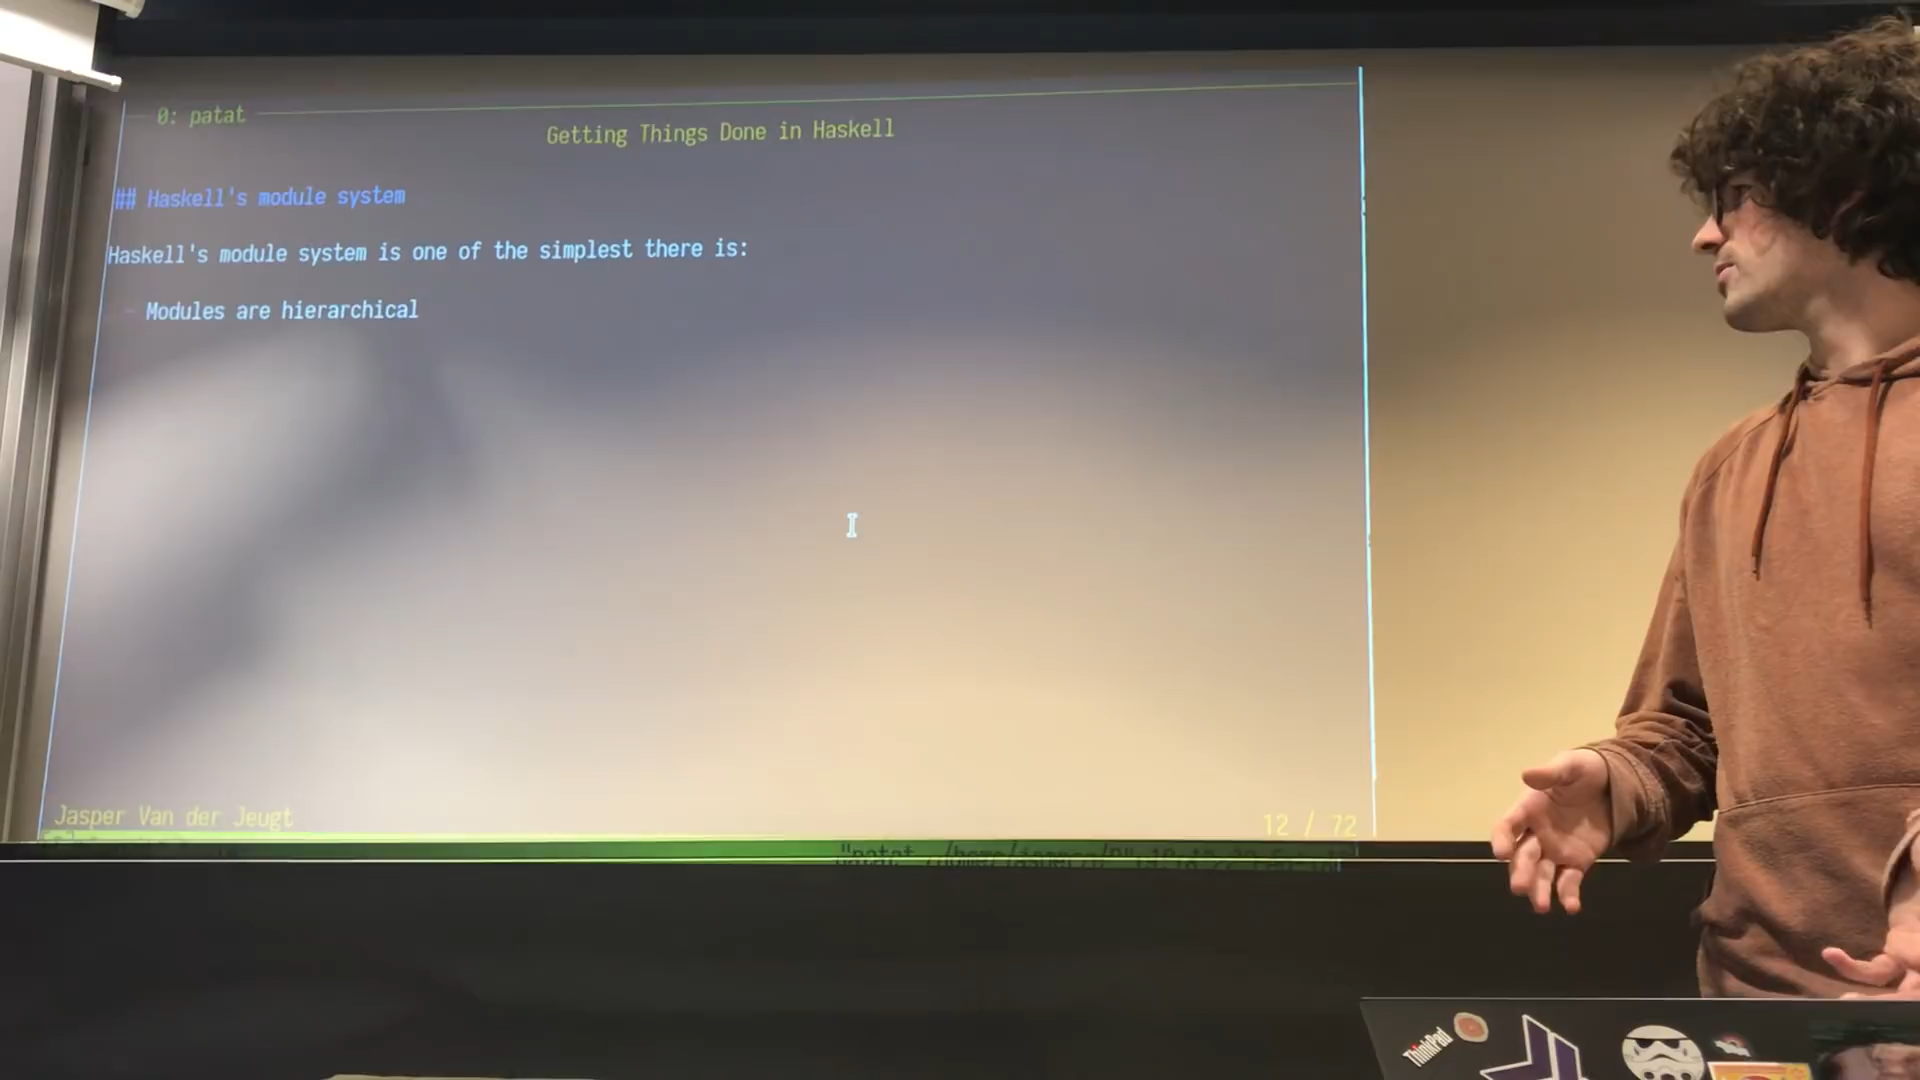 0: patat
Getting Things Done in Haskell
## Haskell's module system
Haskell's module system is one of the simplest there is:
- Modules are hierarchical
Jasper Van der Jeugt
12 / 72
"patat
ThinkPad